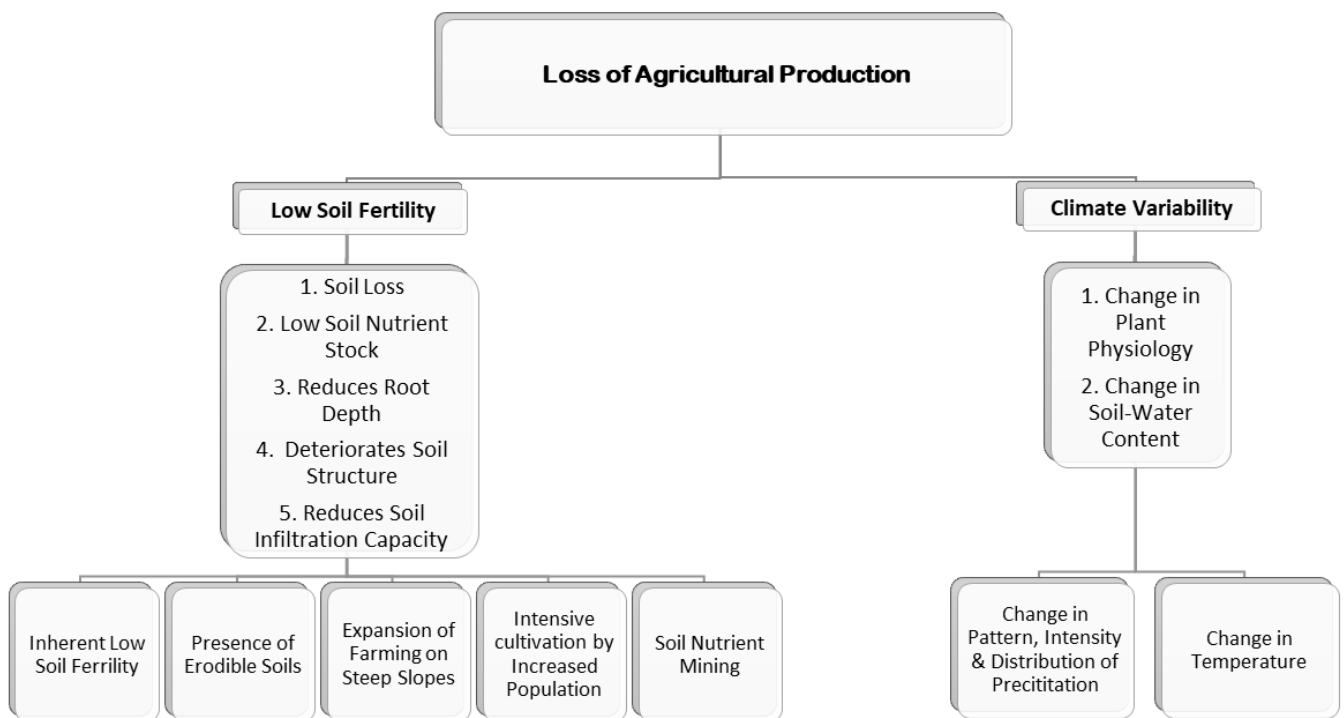 Loss of Agricultural Production
Low Soil Fertility
Climate Variability
1. Soil Loss
2. Low Soil Nutrient
Stock
3. Reduces Root
Depth
4. Deteriorates Soil
Structure
5. Reduces Soil
Infiltration Capacity
1. Change in
Plant
Physiology
2. Change in
Soil-Water
Content
Inherent Low
Soil Ferrility
Presence of
Erodible Soils
Expansion of
Farming on
Steep Slopes
Intensive
cultivation by
Increased
Population
Soil Nutrient
Mining
Change in
Pattern, Intensity
& Distribution of
Precititation
Change in
Temperature